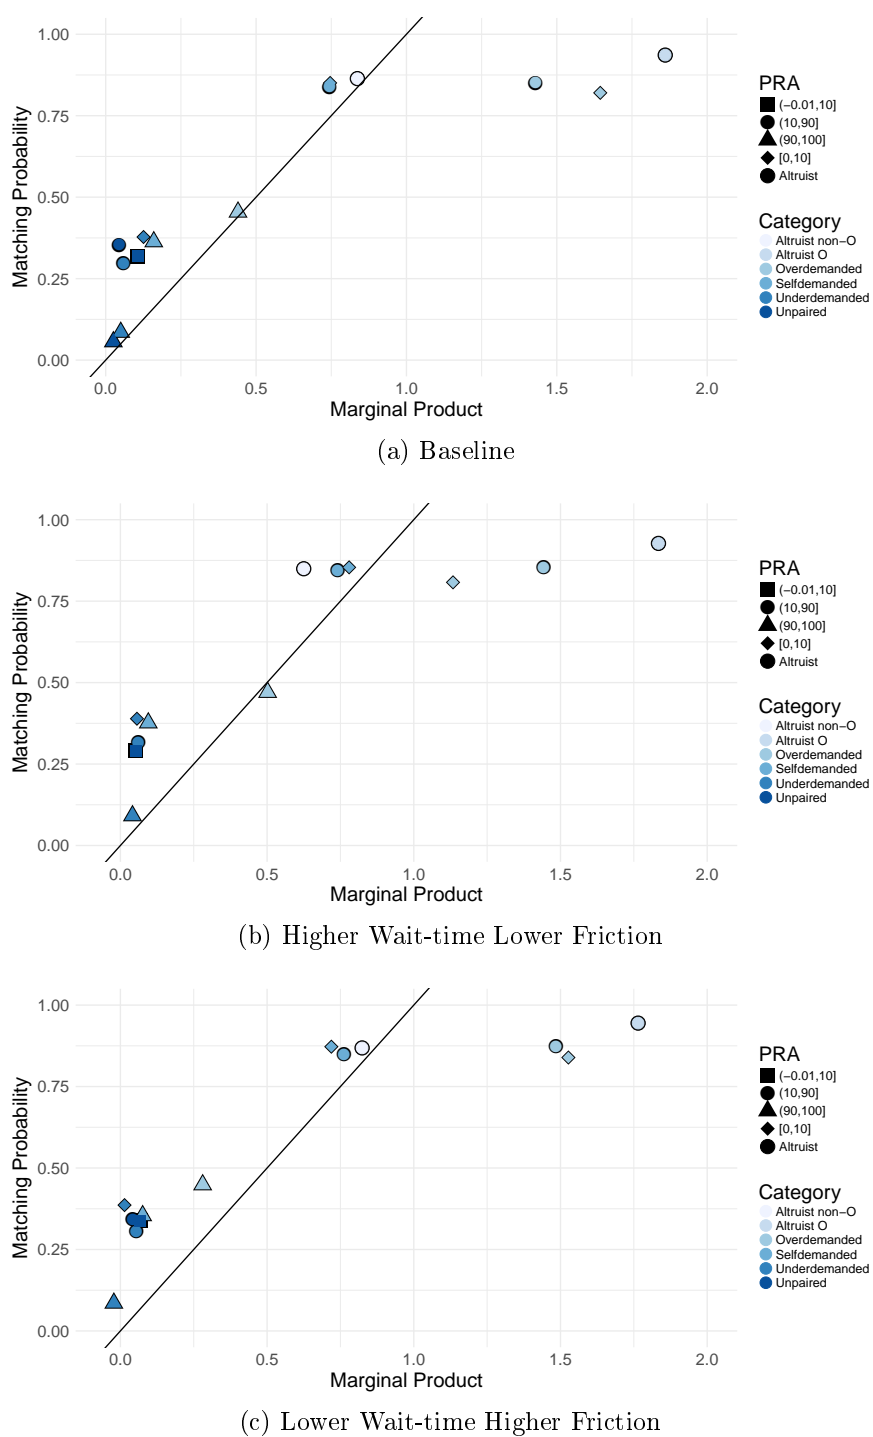 1.00
0.75
0.50
0.25
0.00
Matching Probability
0.0 0.5 1.0 1.5 2.0
Marginal Product
PRA
(−0.01,10]
(10,90]
(90,100]
[0,10]
Altruist
Category
Altruist non−O
Altruist O
Overdemanded
Selfdemanded
Underdemanded
Unpaired
(a) Baseline
1.00
0.75
0.50
0.25
0.00
Matching Probability
0.0 0.5 1.0 1.5 2.0
Marginal Product
PRA
(−0.01,10]
(10,90]
(90,100]
[0,10]
Altruist
Category
Altruist non−O
Altruist O
Overdemanded
Selfdemanded
Underdemanded
Unpaired
(b) Higher Wait-time Lower Friction
1.00
0.75
0.50
0.25
0.00
Matching Probability
0.0 0.5 1.0 1.5 2.0
Marginal Product
PRA
(−0.01,10]
(10,90]
(90,100]
[0,10]
Altruist
Category
Altruist non−O
Altruist O
Overdemanded
Selfdemanded
Underdemanded
Unpaired
(c) Lower Wait-time Higher Friction